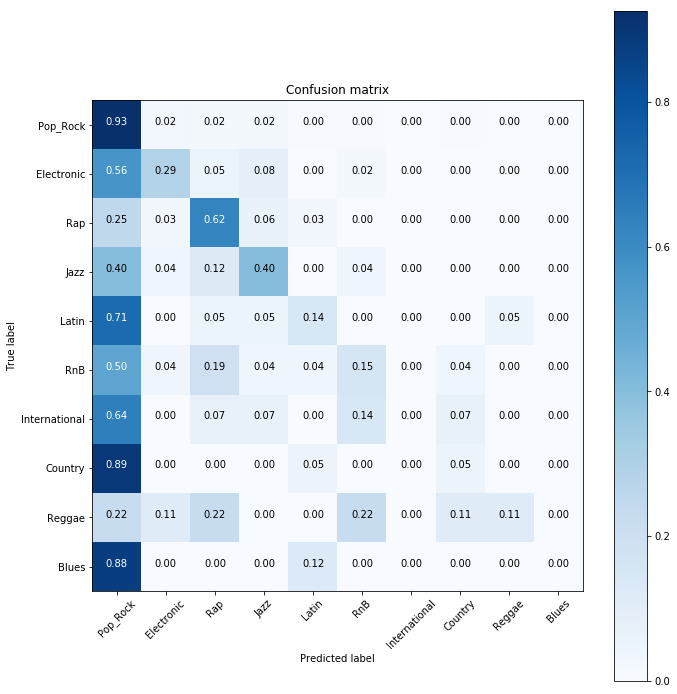 Confusion matrix
True label
Pop_Rock 0.93 0.02 0.02 0.02 0.00 0.00 0.00 0.00 0.00 0.00
Electronic 0.56 0.29 0.05 0.08 0.00 0.02 0.00 0.00 0.00 0.00
Rap 0.25 0.03 0.62 0.06 0.03 0.00 0.00 0.00 0.00 0.00
Jazz 0.40 0.04 0.12 0.40 0.00 0.04 0.00 0.00 0.00 0.00
Latin 0.71 0.00 0.05 0.05 0.14 0.00 0.00 0.00 0.05 0.00
RnB 0.50 0.04 0.19 0.04 0.04 0.15 0.00 0.04 0.00 0.00
International 0.64 0.00 0.07 0.07 0.00 0.14 0.00 0.07 0.00 0.00
Country 0.89 0.00 0.00 0.00 0.05 0.00 0.00 0.05 0.00 0.00
Reggae 0.22 0.11 0.22 0.00 0.00 0.22 0.00 0.11 0.11 0.00
Blues 0.88 0.00 0.00 0.00 0.12 0.00 0.00 0.00 0.00 0.00
Pop_Rock Electronic Rap Jazz Latin RnB International Country Reggae Blues
Predicted label
0.8
0.6
0.4
0.2
0.0